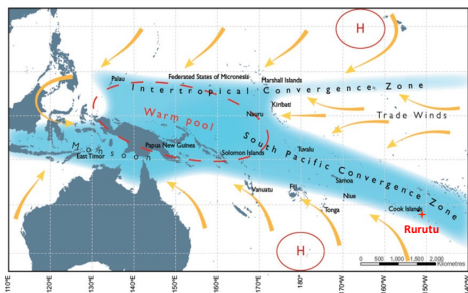 H
Palau
Federated States of Micronesia
Marshall Islands
Intertropical Convergence Zone
Kiribati
Warm pool
Nauru
Trade Winds
Monsoon
Papua New Guinea
East Timor
Solomon Islands
Tuvalu
South Pacific Convergence Zone
Samoa
Vanuatu
Fiji
Niue
Cook Islands
Tonga
Rurutu
H
0 500 1,000 1,500 2,000
Kilometres
110°E 120°E 130°E 140°E 150°E 160°E 170°E 180° 170°W 160°W 150°W 140°W